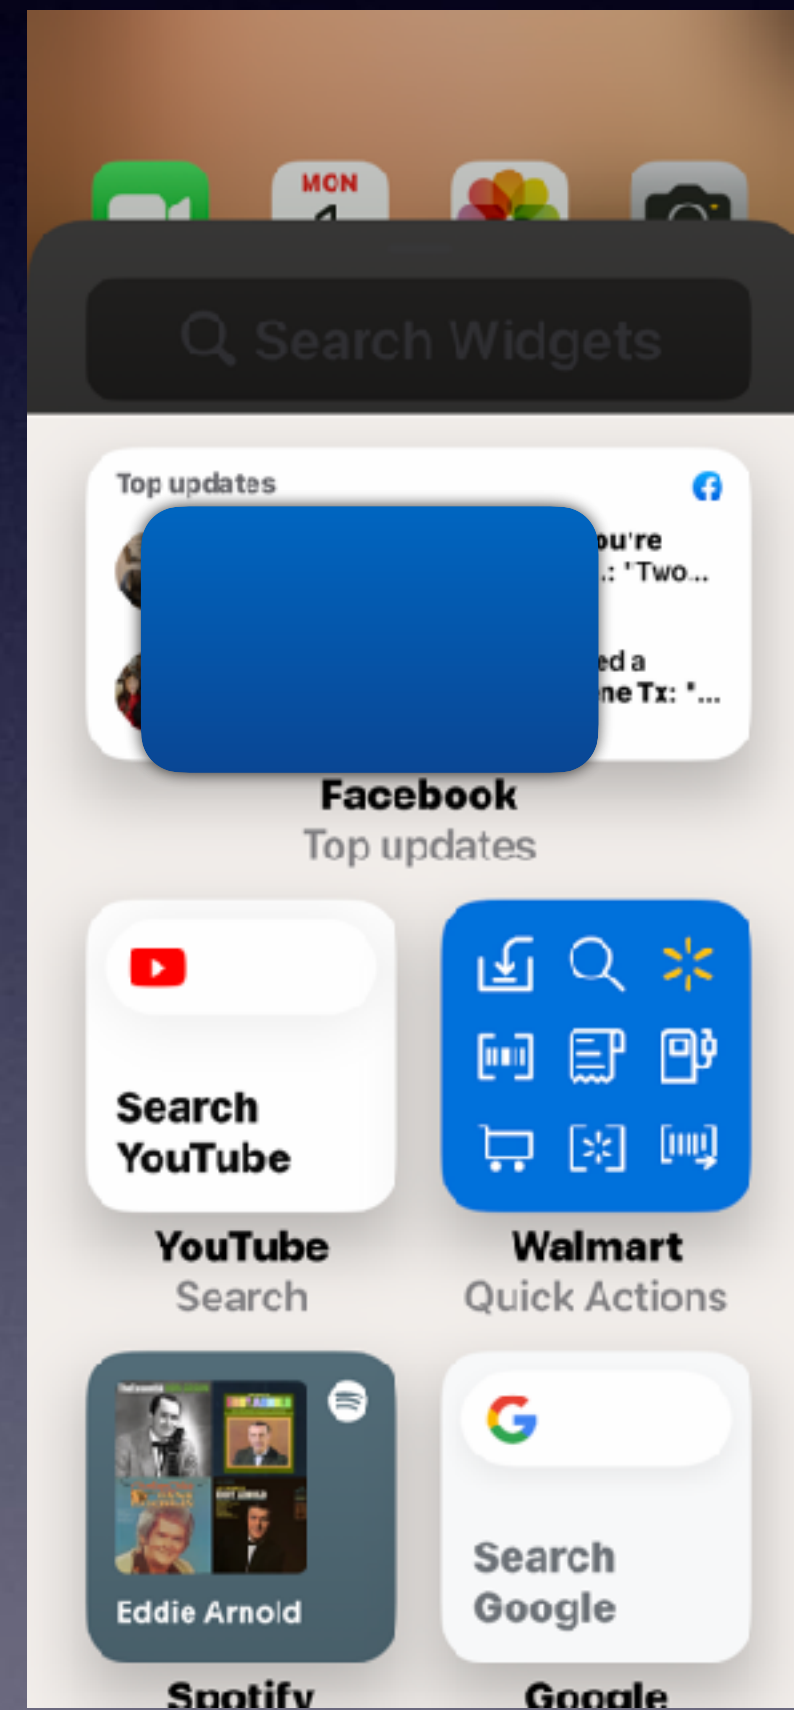 MON
Search Widgets
Top updates
ou're
.: "Two...
ed a
ne Tx: "...
Facebook
Top updates
Search
YouTube
YouTube
Search
Walmart
Quick Actions
Eddie Arnold
Search
Google
Spotify
Google